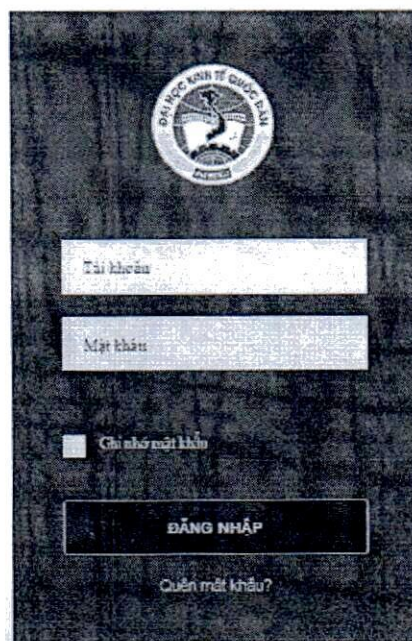 ĐẠI HỌC KINH TẾ QUỐC DÂN
Tài khoản
Mật khẩu
Ghi nhớ mật khẩu
ĐĂNG NHẬP
Quên mật khẩu?